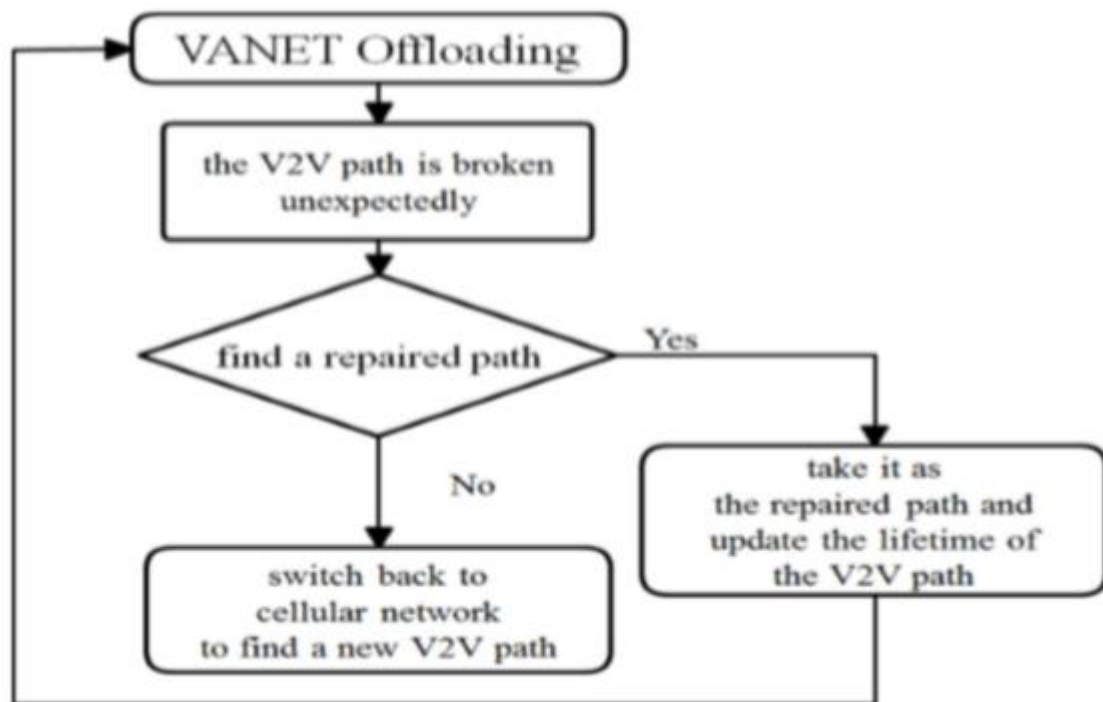 VANET Offloading
the V2V path is broken
unexpectedly
find a repaired path
Yes
No
take it as
the repaired path and
update the lifetime of
the V2V path
switch back to
cellular network
to find a new V2V path